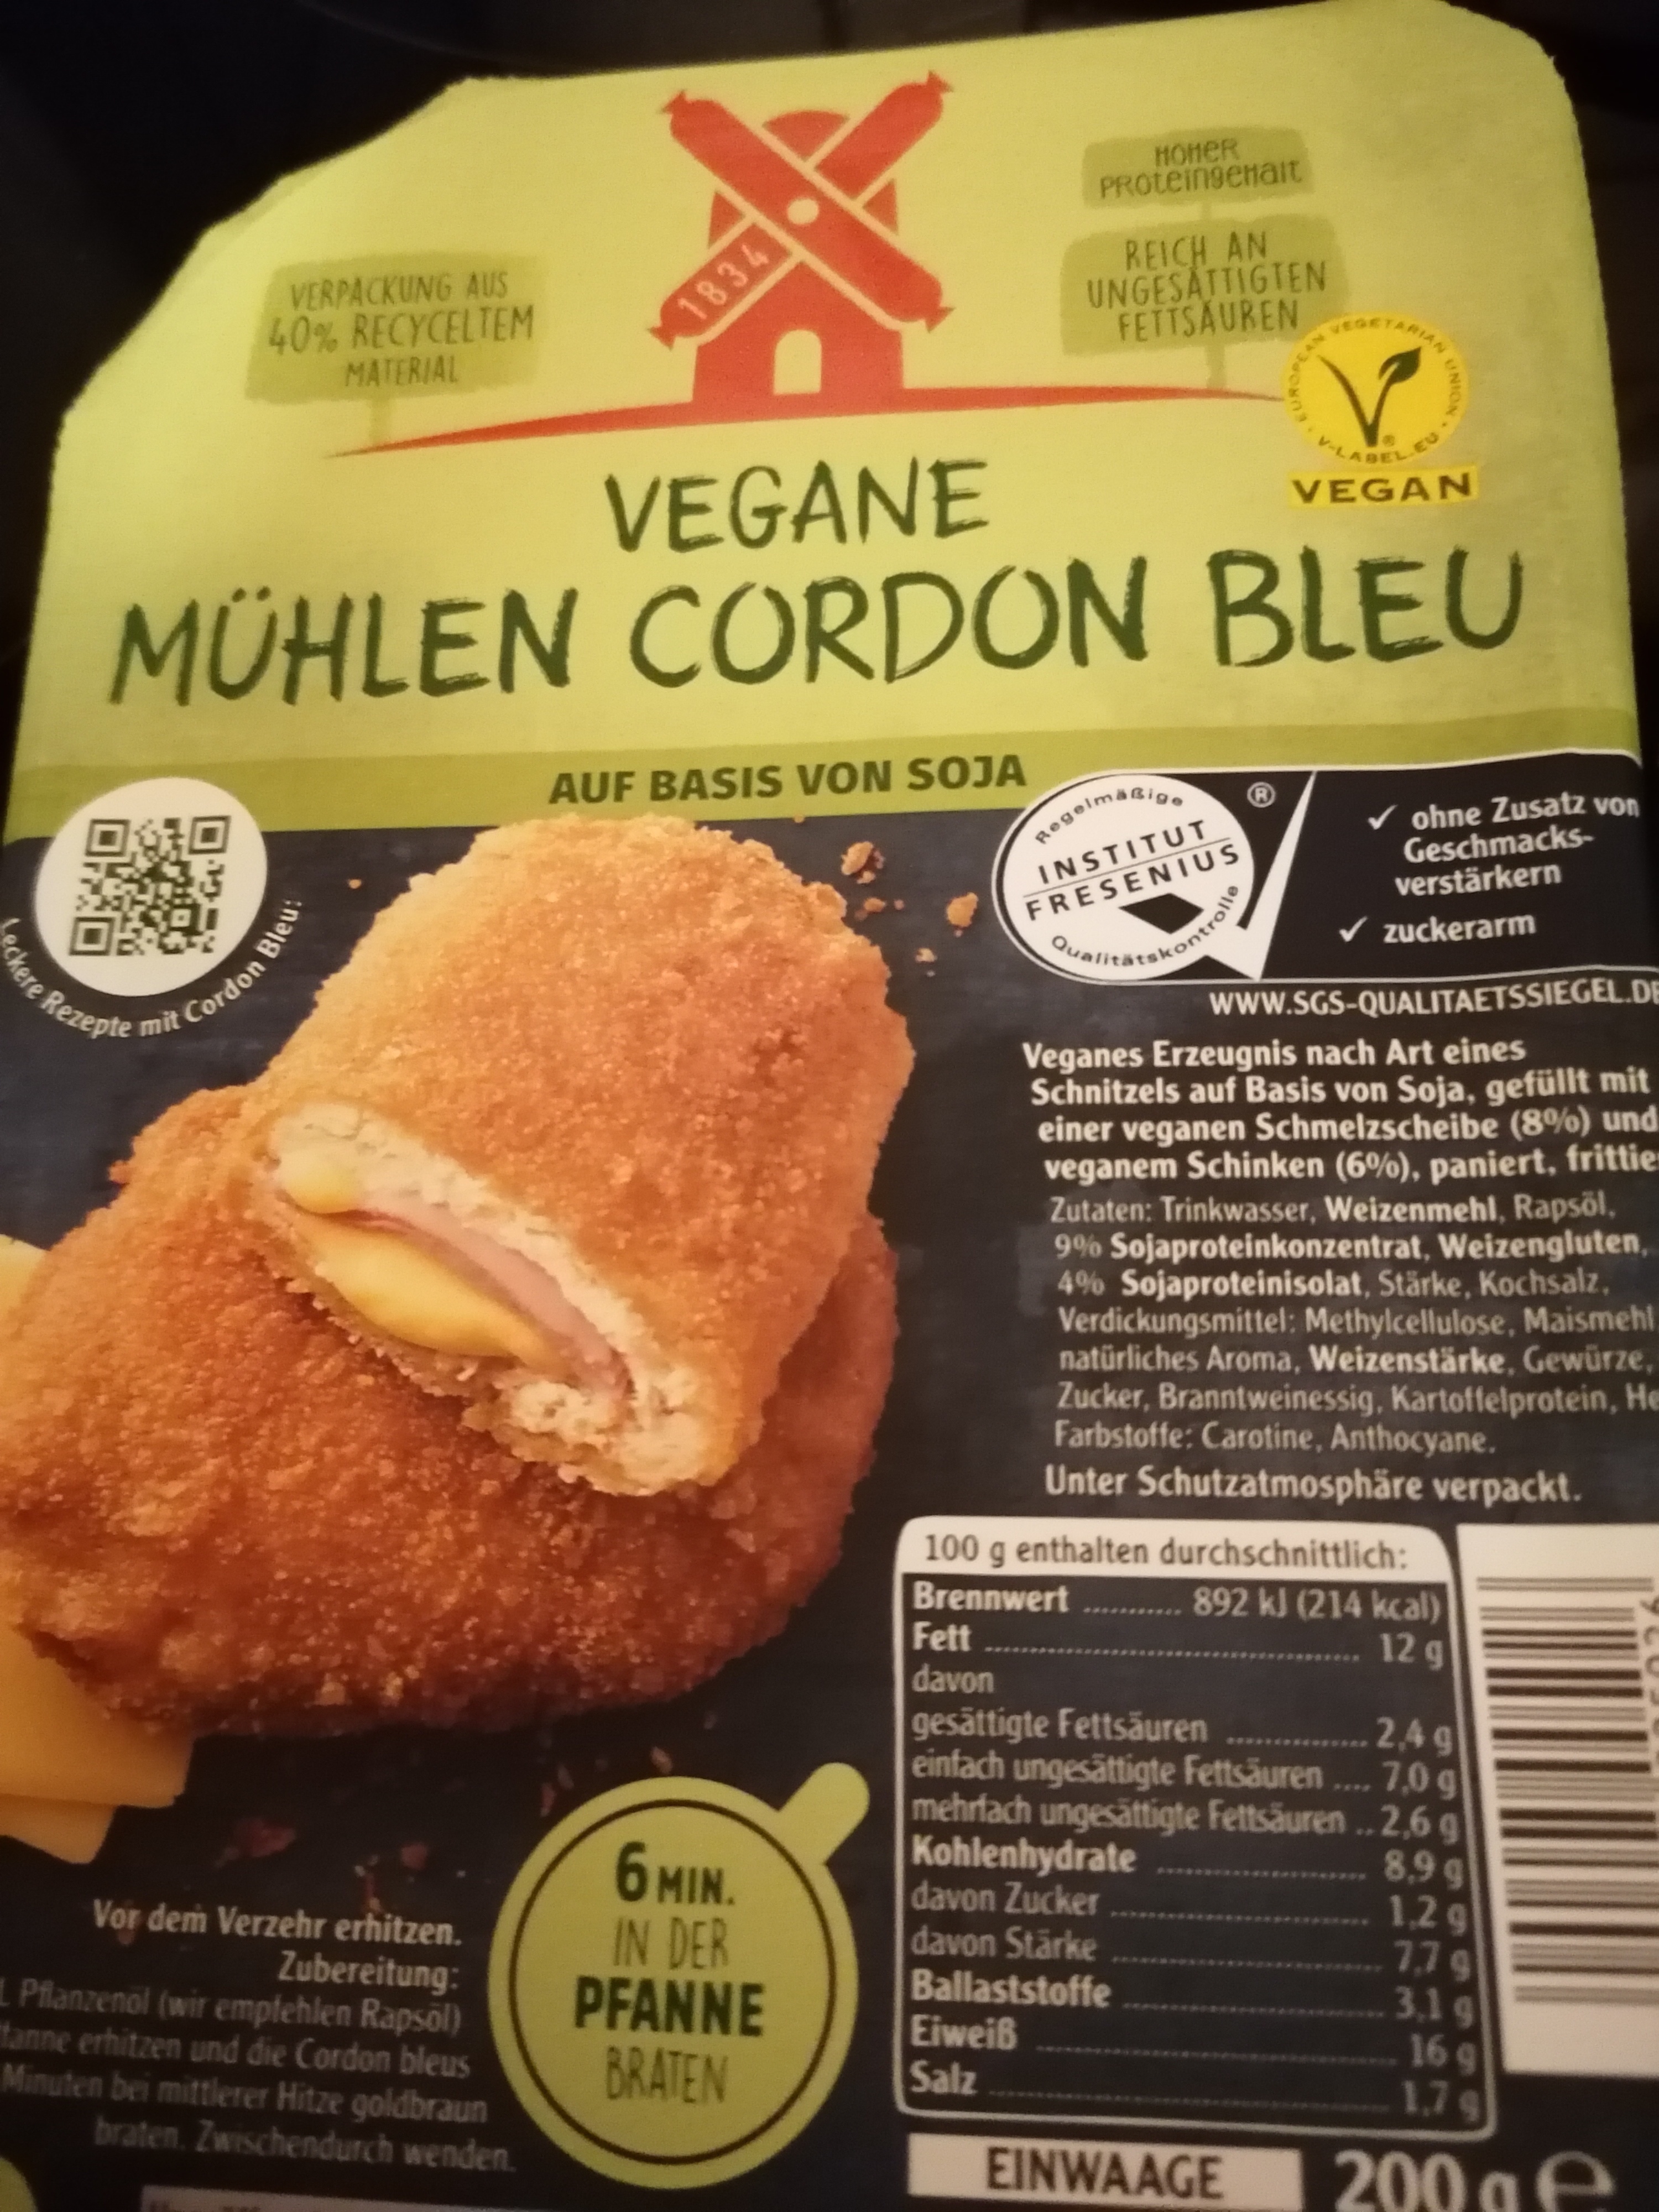 1834
VERPACKUNG AUS
40% RECYCELTEM
MATERIAL
HOHER
PROTEINGEHALT
REICH AN
UNGESÄTTIGTEN
FETTSÄUREN
EUROPEAN VEGETARIAN UNION
V-LABEL.EU
VEGAN
VEGANE
MÜHLEN CORDON BLEU
AUF BASIS VON SOJA
Leckere Rezepte mit Cordon Bleu:
Regelmäßige
INSTITUT
FRESENIUS
Qualitätskontrolle
®
✓ ohne Zusatz von
Geschmacks-
verstärkern
✓ zuckerarm
WWW.SGS-QUALITAETSSIEGEL.DE
Veganes Erzeugnis nach Art eines
Schnitzels auf Basis von Soja, gefüllt mit
einer veganen Schmelzscheibe (8%) und
veganem Schinken (6%), paniert, frittie
Zutaten: Trinkwasser, Weizenmehl, Rapsöl,
9% Sojaproteinkonzentrat, Weizengluten,
4% Sojaproteinisolat, Stärke, Kochsalz,
Verdickungsmittel: Methylcellulose, Maismehl
natürliches Aroma, Weizenstärke, Gewürze,
Zucker, Branntweinessig, Kartoffelprotein, He
Farbstoffe: Carotine, Anthocyane.
Unter Schutzatmosphäre verpackt.
100 g enthalten durchschnittlich:
Brennwert ........... 892 kJ (214 kcal)
Fett ........... 12 g
davon
gesättigte Fettsäuren ........... 2,4 g
einfach ungesättigte Fettsäuren .... 7,0 g
mehrfach ungesättigte Fettsäuren .. 2,6 g
Kohlenhydrate ........... 8,9 g
davon Zucker ........... 1,2 g
davon Stärke ........... 7,7 g
Ballaststoffe ........... 3,1 g
Eiweiß ........... 16 g
Salz ........... 1,7 g
EINWAAGE 200 g e
6 MIN.
IN DER
PFANNE
BRATEN
Vor dem Verzehr erhitzen.
Zubereitung:
L Pflanzenöl (wir empfehlen Rapsöl)
fanne erhitzen und die Cordon bleus
Minuten bei mittlerer Hitze goldbraun
braten. Zwischendurch wenden.